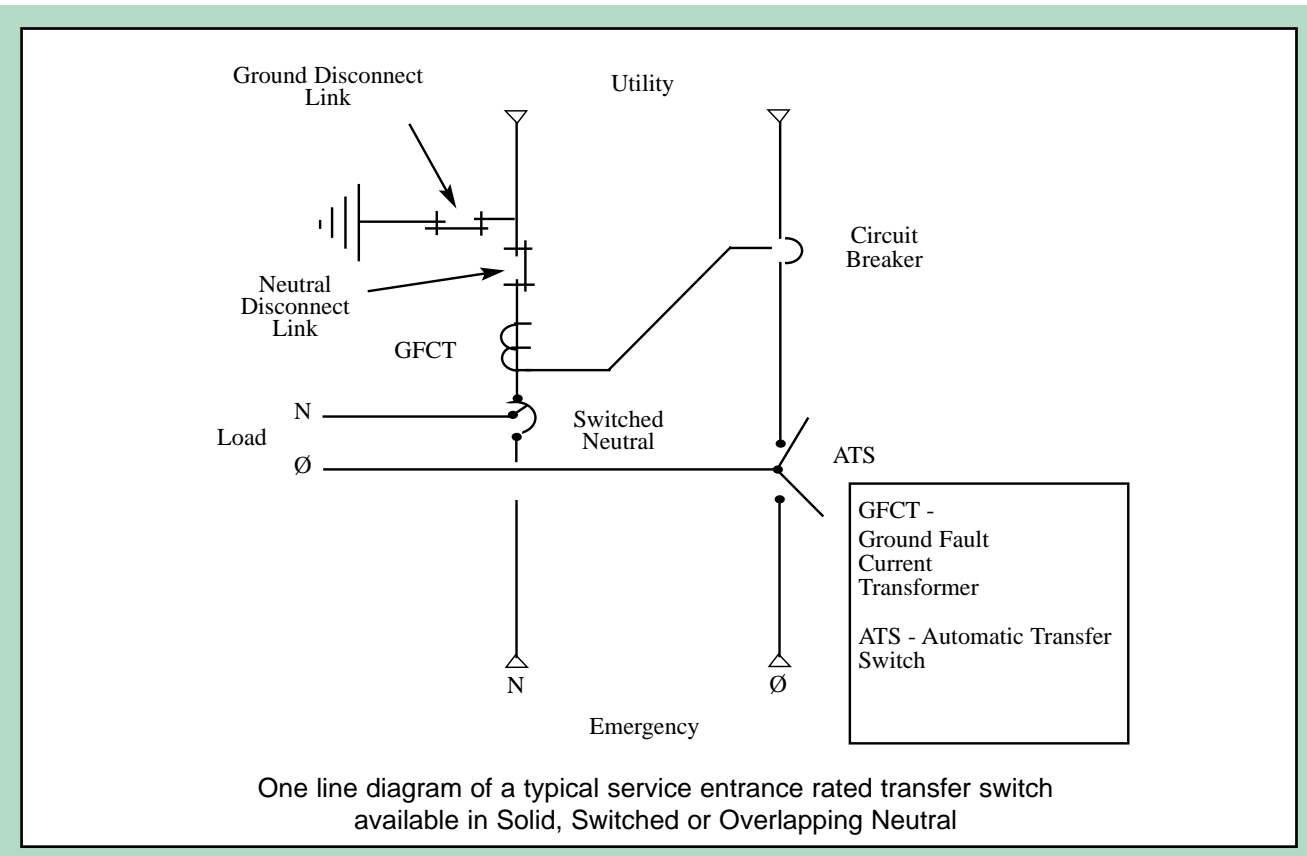 Ground Disconnect
Link
Utility
Circuit
Breaker
Neutral
Disconnect
Link
GFCT
N
Switched
Neutral
Load
Ø
ATS
GFCT -
Ground Fault
Current
Transformer
ATS - Automatic Transfer
Switch
N
Ø
Emergency
One line diagram of a typical service entrance rated transfer switch
available in Solid, Switched or Overlapping Neutral